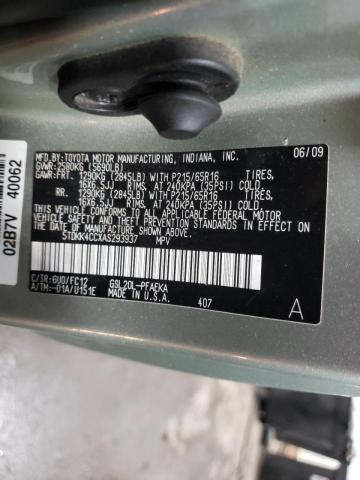 MFD. BY: TOYOTA MOTOR MANUFACTURING, INDIANA, INC. 06/09
GVWR: 2580KG (5690LB)
GAWR: FRT. 1290KG (2845LB) WITH P215/65R16 TIRES,
16X6.5JJ RIMS, AT 240KPA (35PSI) COLD.
RR. 1290KG (2845LB) WITH P215/65R16 TIRES,
16X6.5JJ RIMS, AT 240KPA (35PSI) COLD.
THIS VEHICLE CONFORMS TO ALL APPLICABLE FEDERAL
MOTOR VEHICLE SAFETY AND BUMPER STANDARDS IN EFFECT
ON THE DATE OF MANUFACTURE SHOWN ABOVE.
5TDKK4CCXAS293937 MPV
C/TR: 6U0/FC12 GSL20L-PFAEKA
A/TM: -01A/U151E MADE IN U.S.A. 407 A
02B7V 40062